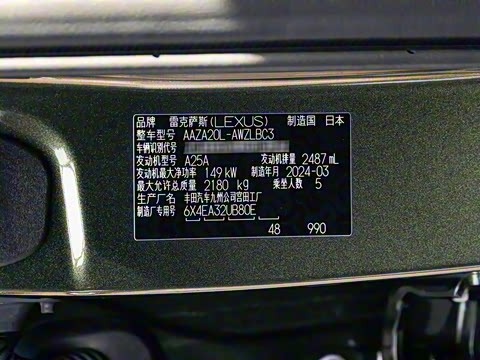 品牌 雷克萨斯(LEXUS) 制造国 日本
整车型号 AAZA20L-AWZLBC3
车辆识别代号
发动机型号 A25A 发动机排量 2487 mL
发动机最大净功率 149 kW 制造年月 2024-03
最大允许总质量 2180 kg 乘坐人数 5
生产厂名 丰田汽车九州公司宫田工厂
制造厂专用号 6X4EA32UB80E
48 990